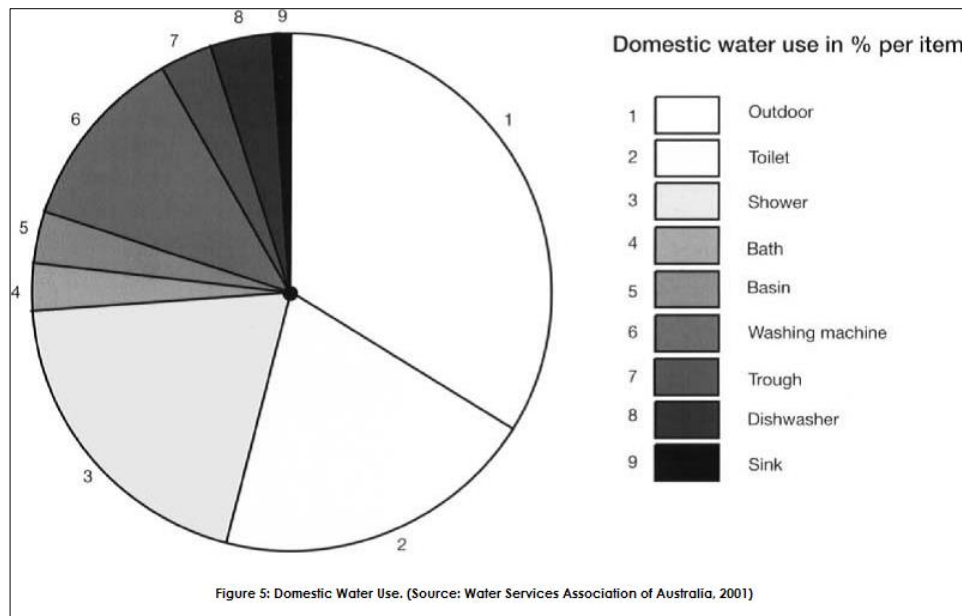 9
8
7
6
5
4
3
2
1
Domestic water use in % per item
1 Outdoor
2 Toilet
3 Shower
4 Bath
5 Basin
6 Washing machine
7 Trough
8 Dishwasher
9 Sink
Figure 5: Domestic Water Use. (Source: Water Services Association of Australia, 2001)